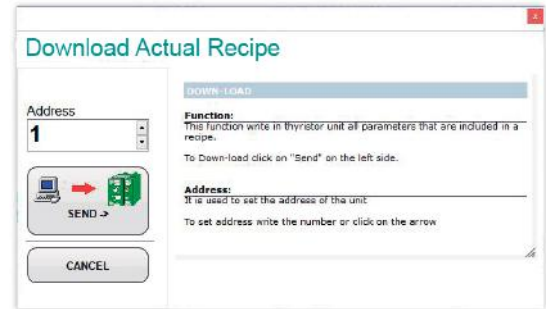 Download Actual Recipe
Address
1
SEND ->
CANCEL
DOWN-LOAD
Function:
This function write in thyristor unit all parameters that are included in a
recipe.
To Down-load click on "Send" on the left side.
Address:
It is used to set the address of the unit
To set address write the number or click on the arrow